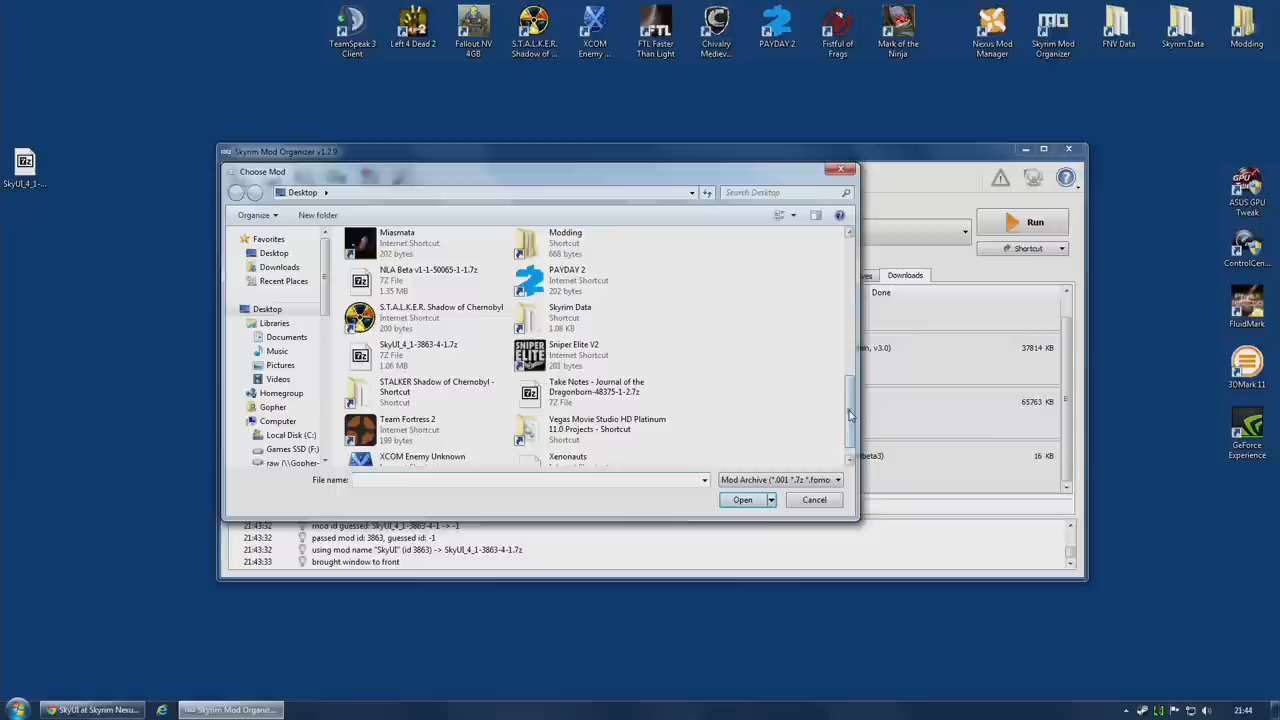 TeamSpeak 3
Client
Left 4 Dead 2
Fallout NV
4GB
S.T.A.L.K.E.R.
Shadow of ...
XCOM
Enemy ...
FTL Faster
Than Light
Chivalry
Mediev...
PAYDAY 2
Fistful of
Frags
Mark of the
Ninja
Nexus Mod
Manager
Skyrim Mod
Organizer
FNV Data
Skyrim Data
Modding
SkyUI_4_1-...
ASUS GPU
Tweak
ControlCen...
FluidMark
3DMark 11
GeForce
Experience
Skyrim Mod Organizer v1.2.9
Choose Mod
Desktop
Search Desktop
Organize
New folder
Favorites
Desktop
Downloads
Recent Places
Desktop
Libraries
Documents
Music
Pictures
Videos
Homegroup
Gopher
Computer
Local Disk (C:)
Games SSD (F:)
raw (\\Gopher-
Miasmata
Internet Shortcut
202 bytes
Modding
Shortcut
668 bytes
NLA Beta v1-1-50065-1-1.7z
7Z File
1.35 MB
PAYDAY 2
Internet Shortcut
202 bytes
S.T.A.L.K.E.R. Shadow of Chernobyl
Internet Shortcut
200 bytes
Skyrim Data
Shortcut
1.08 KB
SkyUI_4_1-3863-4-1.7z
7Z File
1.06 MB
Sniper Elite V2
Internet Shortcut
201 bytes
STALKER Shadow of Chernobyl -
Shortcut
Shortcut
Take Notes - Journal of the
Dragonborn-48375-1-2.7z
7Z File
Team Fortress 2
Internet Shortcut
199 bytes
Vegas Movie Studio HD Platinum
11.0 Projects - Shortcut
Shortcut
XCOM Enemy Unknown
Xenonauts
File name:
Mod Archive (*.001 *.7z *.fomo
Open
Cancel
Run
Shortcut
ves
Downloads
Done
in, v3.0)
37814 KB
65763 KB
beta3)
16 KB
21:43:32 mod id guessed: SkyUI_4_1-3863-4-1 -> -1
21:43:32 passed mod id: 3863, guessed id: -1
21:43:32 using mod name "SkyUI" (id 3863) -> SkyUI_4_1-3863-4-1.7z
21:43:33 brought window to front
SkyUI at Skyrim Nexu...
Skyrim Mod Organiz...
21:44